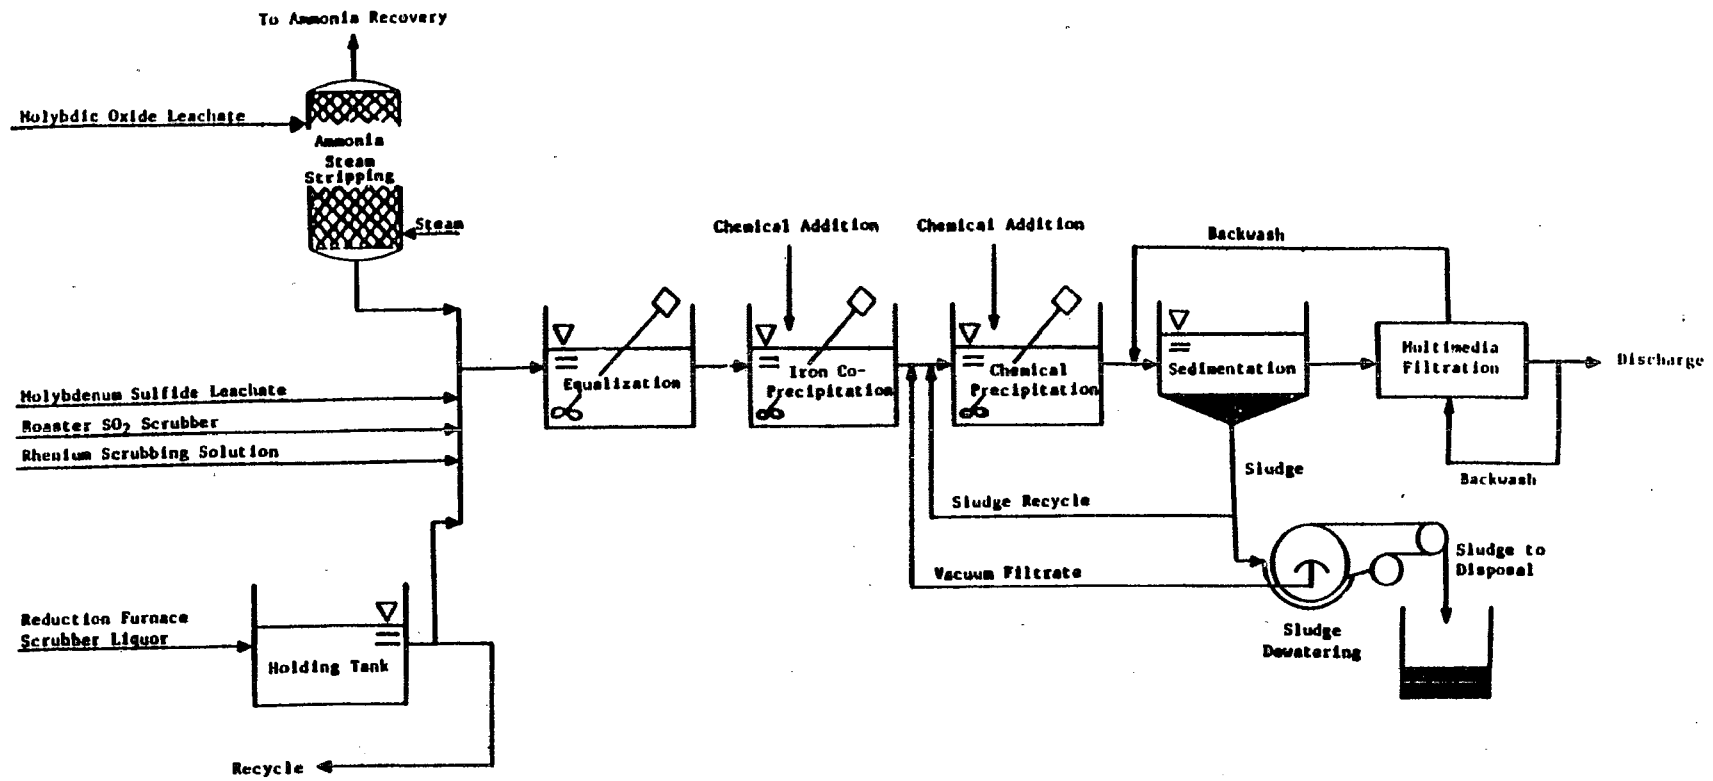 To Ammonia Recovery
Molybdic Oxide Leachate
Ammonia
Steam
Stripping
Steam
Chemical Addition
Chemical Addition
Backwash
Equalization
Iron Co-
Precipitation
Chemical
Precipitation
Sedimentation
Multimedia
Filtration
Discharge
Molybdenum Sulfide Leachate
Roaster SO₂ Scrubber
Rhenium Scrubbing Solution
Sludge
Backwash
Sludge Recycle
Vacuum Filtrate
Sludge to
Disposal
Sludge
Dewatering
Reduction Furnace
Scrubber Liquor
Holding Tank
Recycle